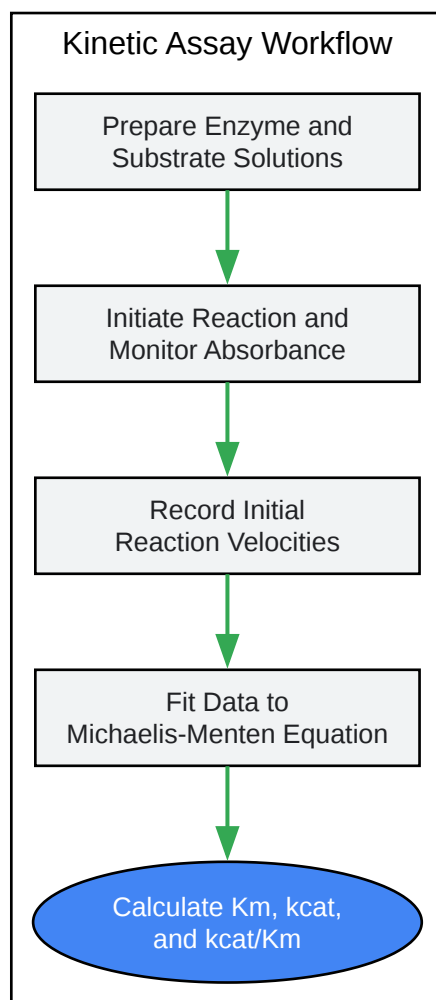 Kinetic Assay Workflow
Prepare Enzyme and
Substrate Solutions
Initiate Reaction and
Monitor Absorbance
Record Initial
Reaction Velocities
Fit Data to
Michaelis-Menten Equation
Calculate Km, kcat,
and kcat/Km